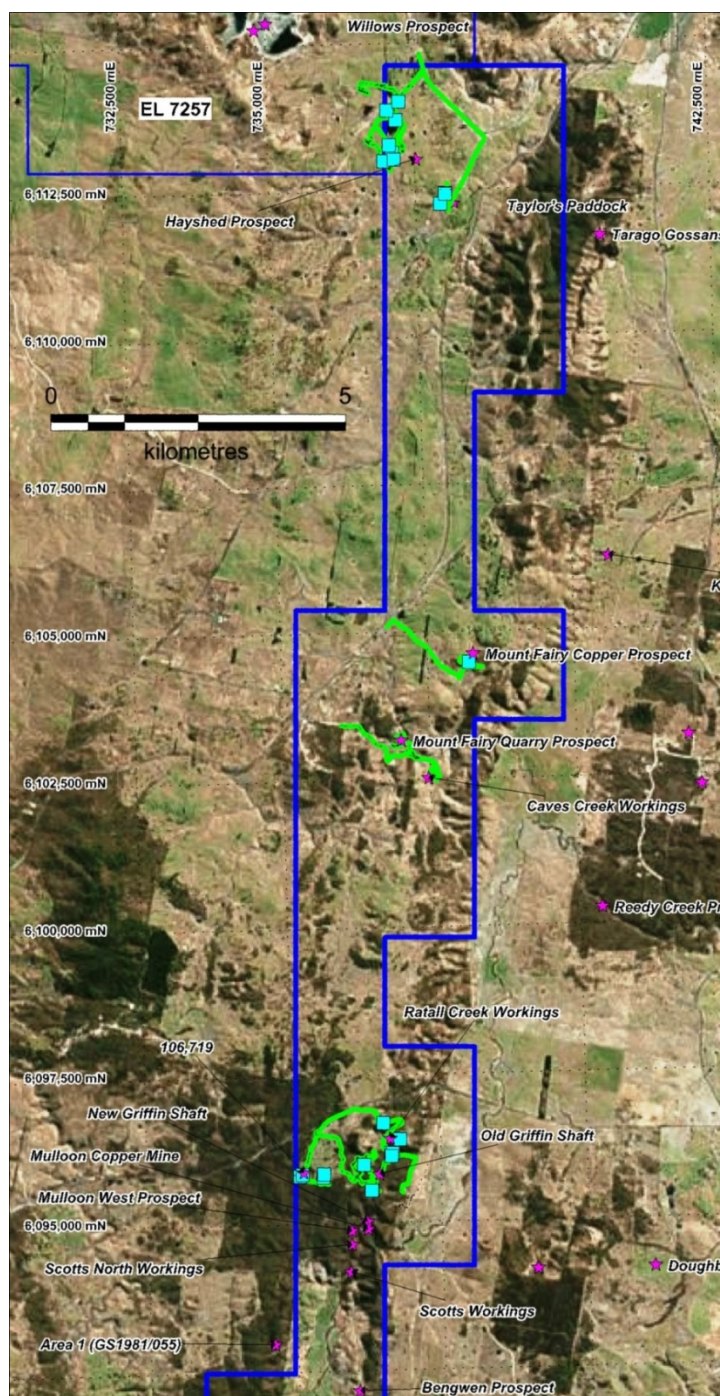 Willows Prospect
732,500 mE
735,000 mE
742,500 mE
EL 7257
6,112,500 mN
Hayshed Prospect
Taylor's Paddock
Tarago Gossans
6,110,000 mN
0 5
kilometres
6,107,500 mN
K
6,105,000 mN
Mount Fairy Copper Prospect
Mount Fairy Quarry Prospect
6,102,500 mN
Caves Creek Workings
Reedy Creek Pr
6,100,000 mN
Ratall Creek Workings
106,719
6,097,500 mN
New Griffin Shaft
Old Griffin Shaft
Mulloon Copper Mine
Mulloon West Prospect
6,095,000 mN
Scotts North Workings
Doughb
Scotts Workings
Area 1 (GS1981/055)
Bengwen Prospect